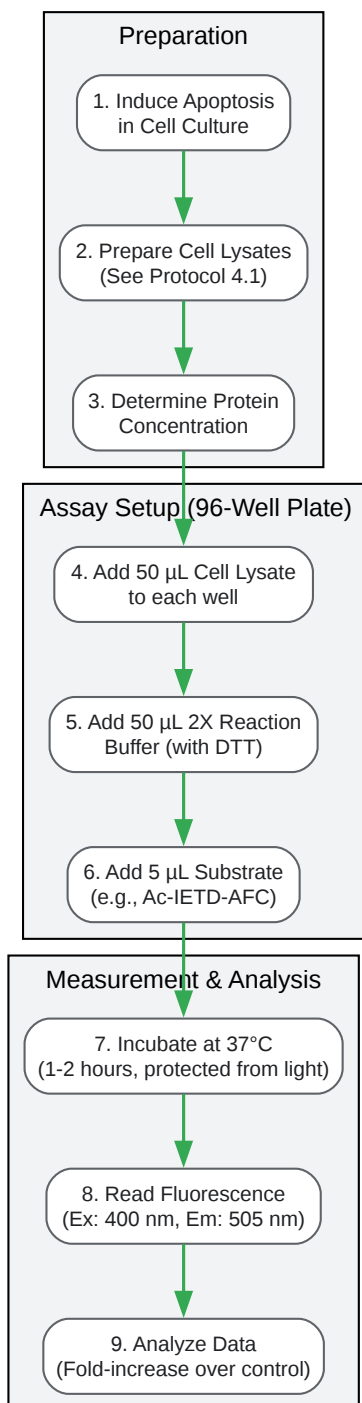 Preparation
1. Induce Apoptosis
in Cell Culture
2. Prepare Cell Lysates
(See Protocol 4.1)
3. Determine Protein
Concentration
Assay Setup (96-Well Plate)
4. Add 50 µL Cell Lysate
to each well
5. Add 50 µL 2X Reaction
Buffer (with DTT)
6. Add 5 µL Substrate
(e.g., Ac-IETD-AFC)
Measurement & Analysis
7. Incubate at 37°C
(1-2 hours, protected from light)
8. Read Fluorescence
(Ex: 400 nm, Em: 505 nm)
9. Analyze Data
(Fold-increase over control)